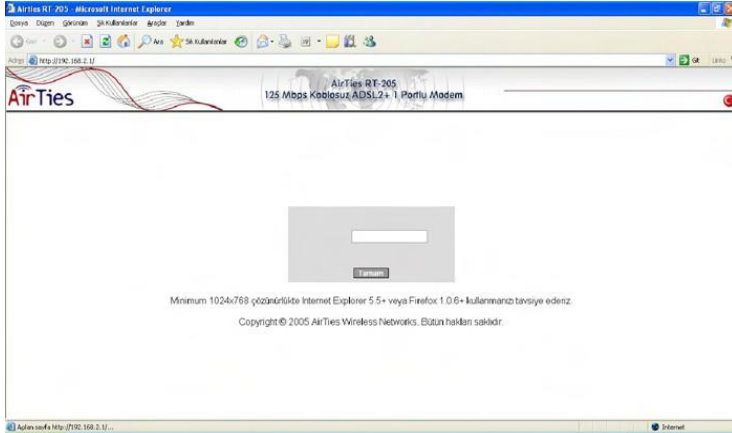 Airties RT-205 - Microsoft Internet Explorer
Dosya Düzen Görünüm Sık Kullanılanlar Araçlar Yardım
Ara Sık Kullanılanlar
Adres http://192.168.2.1/ Git
AirTies
AirTies RT-205
125 Mbps Kablosuz ADSL2+ 1 Portlu Modem
Tamam
Minimum 1024x768 çözünürlükte Internet Explorer 5.5+ veya Firefox 1.0.6+ kullanmanızı tavsiye ederiz.
Copyright © 2005 AirTies Wireless Networks. Bütün hakları saklıdır.
Açılan sayfa http://192.168.2.1/... Internet